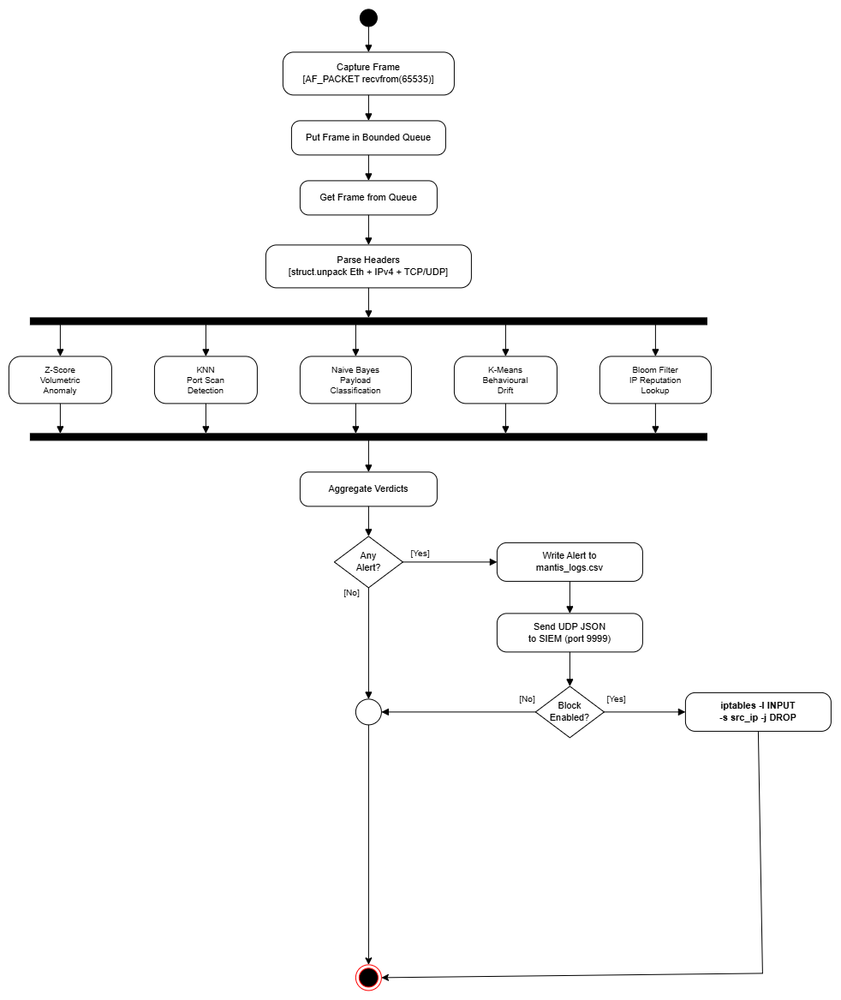 Capture Frame
[AF_PACKET recvfrom(65535)]
Put Frame in Bounded Queue
Get Frame from Queue
Parse Headers
[struct.unpack Eth + IPv4 + TCP/UDP]
Z-Score
Volumetric
Anomaly
KNN
Port Scan
Detection
Naive Bayes
Payload
Classification
K-Means
Behavioural
Drift
Bloom Filter
IP Reputation
Lookup
Aggregate Verdicts
Any
Alert?
[Yes]
[No]
Write Alert to
mantis_logs.csv
Send UDP JSON
to SIEM (port 9999)
Block
Enabled?
[No]
[Yes]
iptables -I INPUT
-s src_ip -j DROP